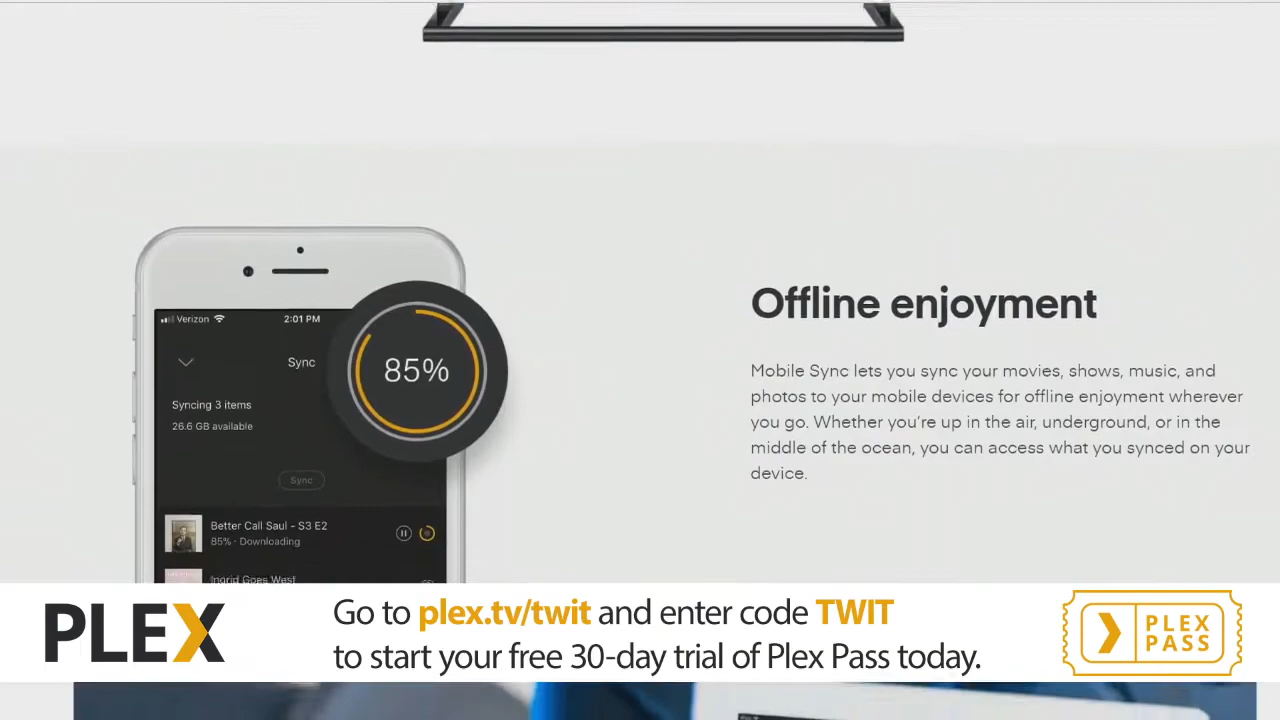 Verizon
2:01 PM
Sync
85%
Syncing 3 items
26.6 GB available
Sync
Better Call Saul - S3 E2
85% · Downloading
Ingrid Goes West
Offline enjoyment
Mobile Sync lets you sync your movies, shows, music, and
photos to your mobile devices for offline enjoyment wherever
you go. Whether you're up in the air, underground, or in the
middle of the ocean, you can access what you synced on your
device.
PLEX
Go to plex.tv/twit and enter code TWIT
to start your free 30-day trial of Plex Pass today.
PLEX
PASS